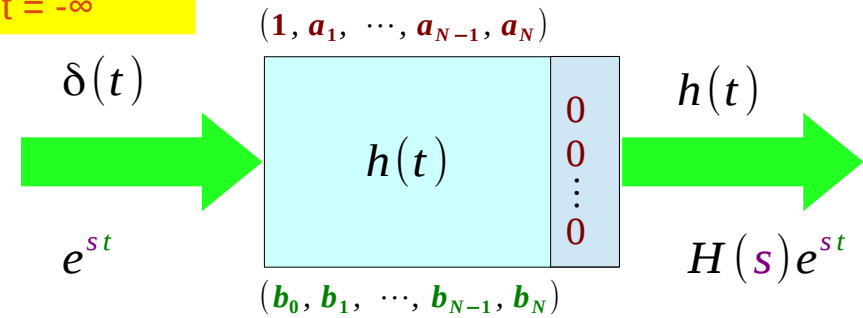 t = -∞
(1, a₁, ⋯, a_{N−1}, a_N)
δ(t)
h(t)
h(t)
0
0
⋮
0
e^{st}
H(s)e^{st}
(b₀, b₁, ⋯, b_{N−1}, b_N)